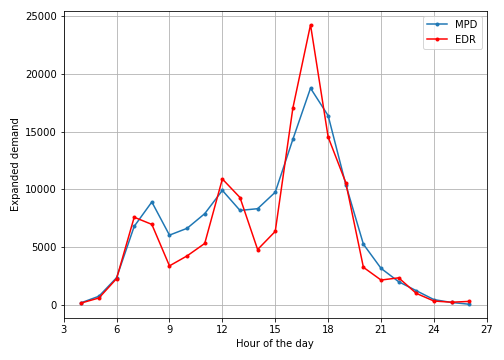 25000
20000
15000
10000
5000
0
Expanded demand
3 6 9 12 15 18 21 24 27
Hour of the day
MPD
EDR